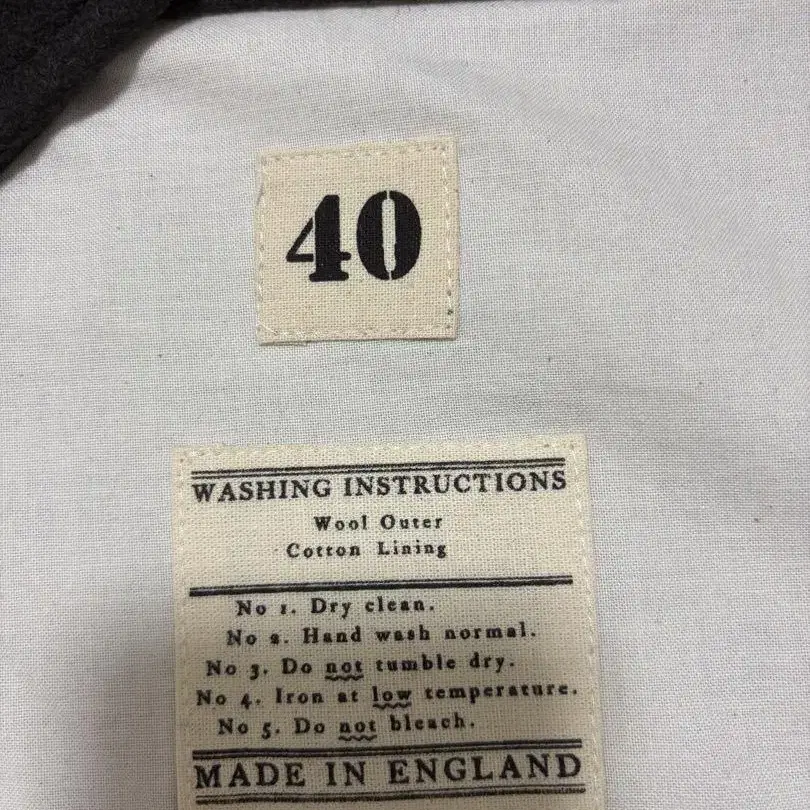 40
WASHING INSTRUCTIONS
Wool Outer
Cotton Lining
No 1. Dry clean.
No 2. Hand wash normal.
No 3. Do not tumble dry.
No 4. Iron at low temperature.
No 5. Do not bleach.
MADE IN ENGLAND